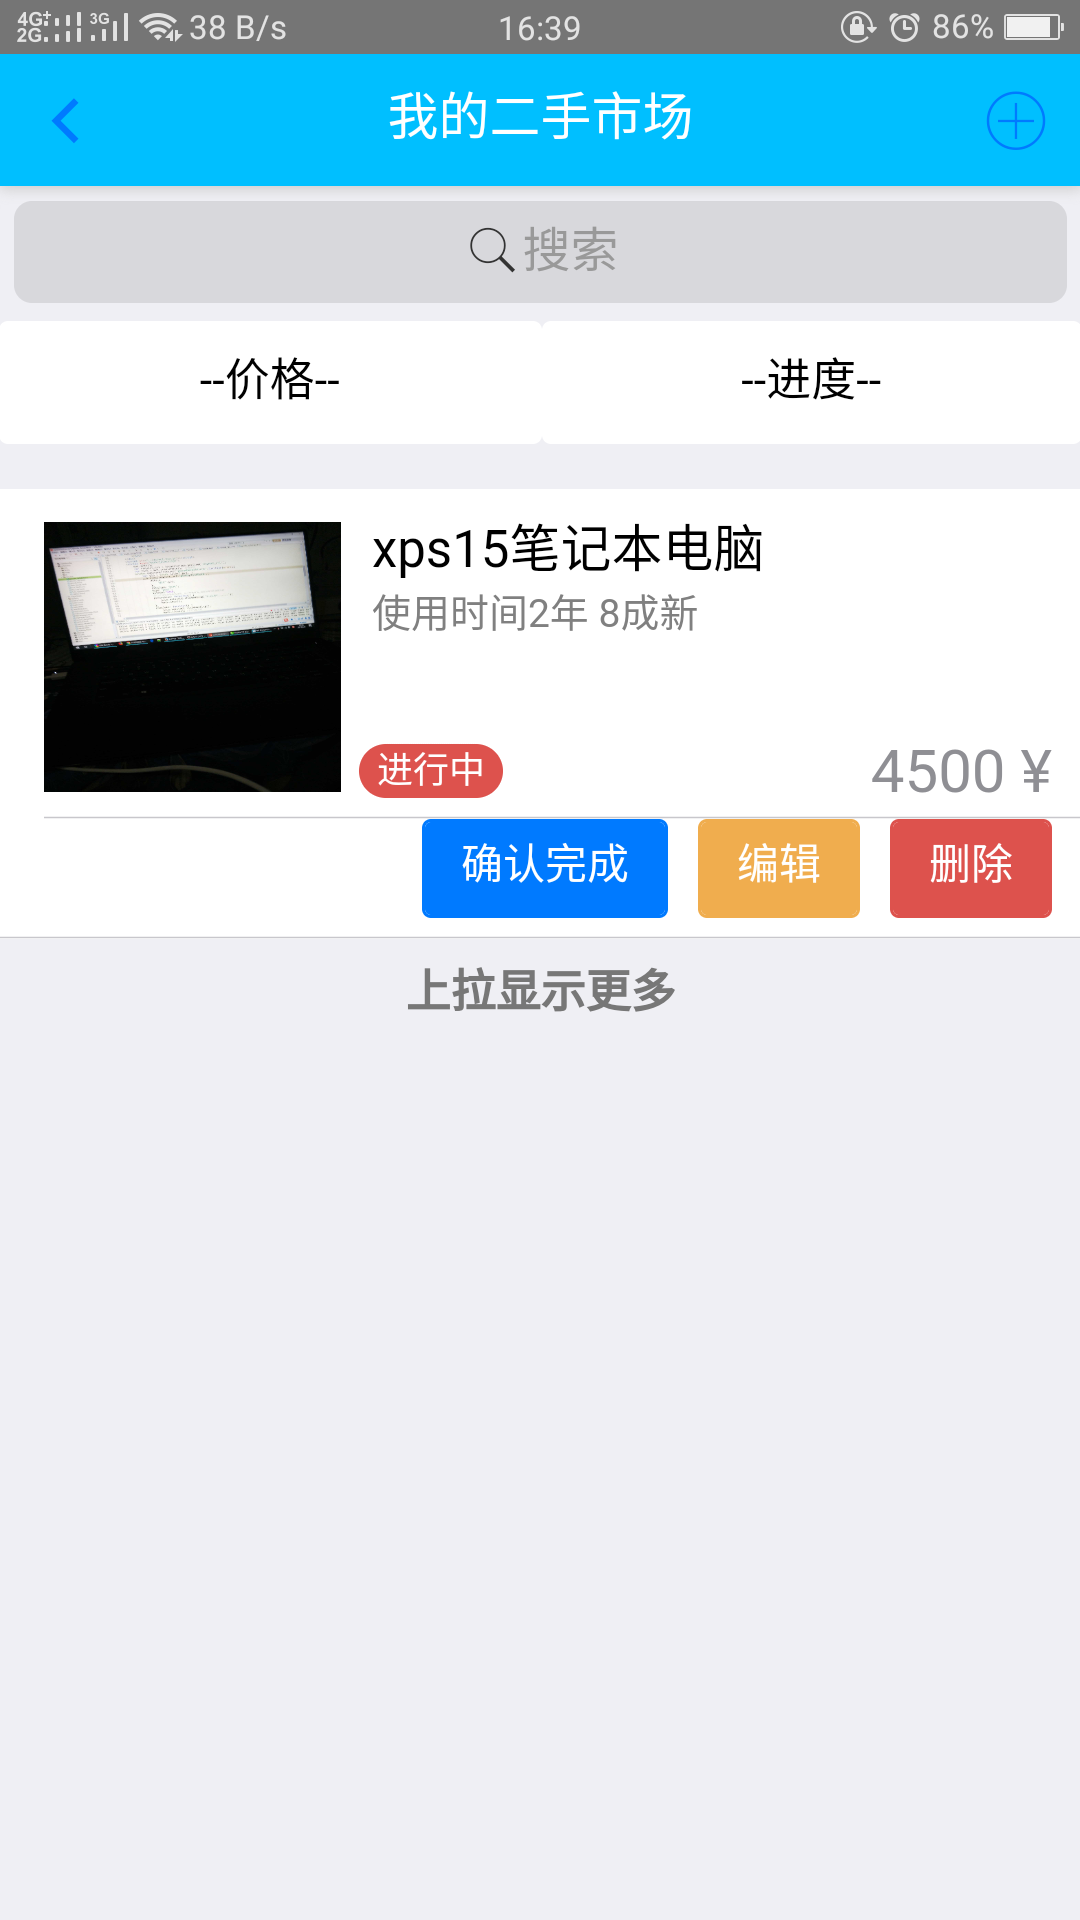 4G+ 2G 3G 38 B/s 16:39 86%
我的二手市场
搜索
--价格-- --进度--
xps15笔记本电脑
使用时间2年 8成新
进行中 4500 ¥
确认完成 编辑 删除
上拉显示更多